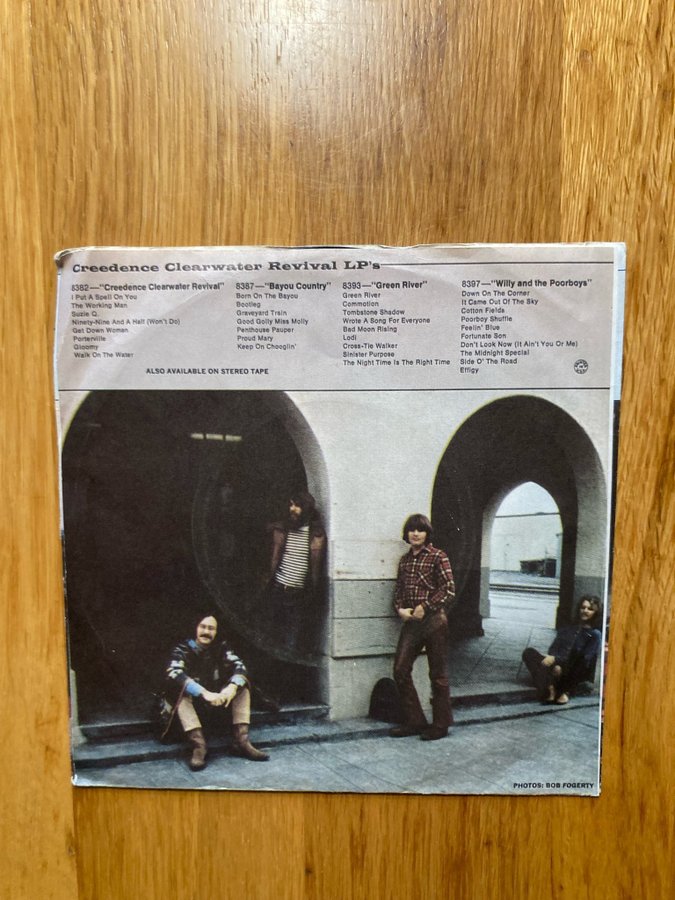 Creedence Clearwater Revival LP's
8382—"Creedence Clearwater Revival"
I Put A Spell On You
The Working Man
Suzie Q.
Ninety-Nine And A Half (Won't Do)
Get Down Woman
Porterville
Gloomy
Walk On The Water
8387—"Bayou Country"
Born On The Bayou
Bootleg
Graveyard Train
Good Golly Miss Molly
Penthouse Pauper
Proud Mary
Keep On Chooglin'
8393—"Green River"
Green River
Commotion
Tombstone Shadow
Wrote A Song For Everyone
Bad Moon Rising
Lodi
Cross-Tie Walker
Sinister Purpose
The Night Time Is The Right Time
8397—"Willy and the Poorboys"
Down On The Corner
It Came Out Of The Sky
Cotton Fields
Poorboy Shuffle
Feelin' Blue
Fortunate Son
Don't Look Now (It Ain't You Or Me)
The Midnight Special
Side O' The Road
Effigy
ALSO AVAILABLE ON STEREO TAPE
PHOTOS: BOB FOGERTY